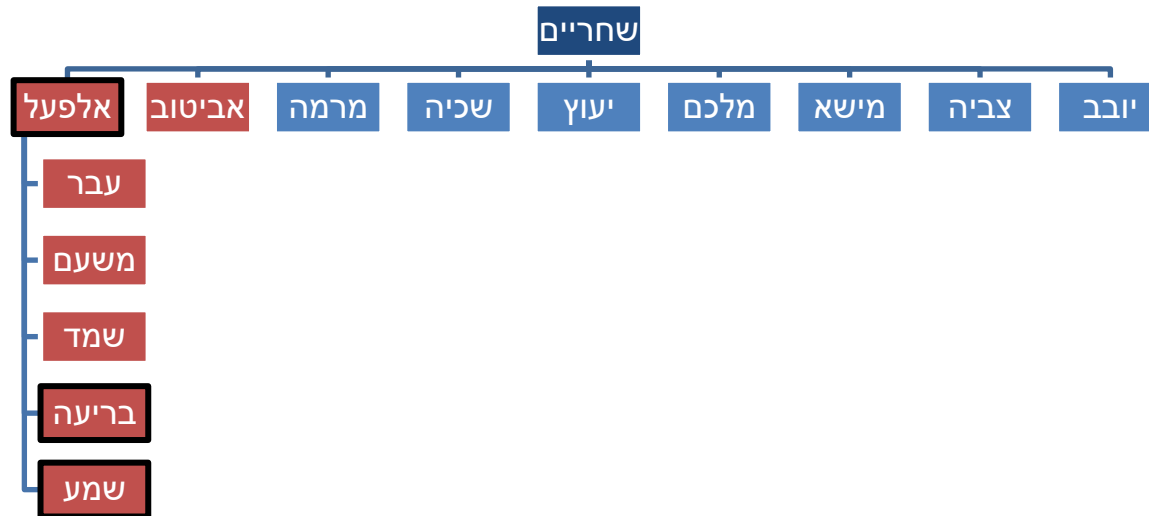 שחריים
יובב
צביה
מישא
מלכם
יעוץ
שכיה
מרמה
אביטוב
אלפעל
עבר
משעם
שמד
בריעה
שמע